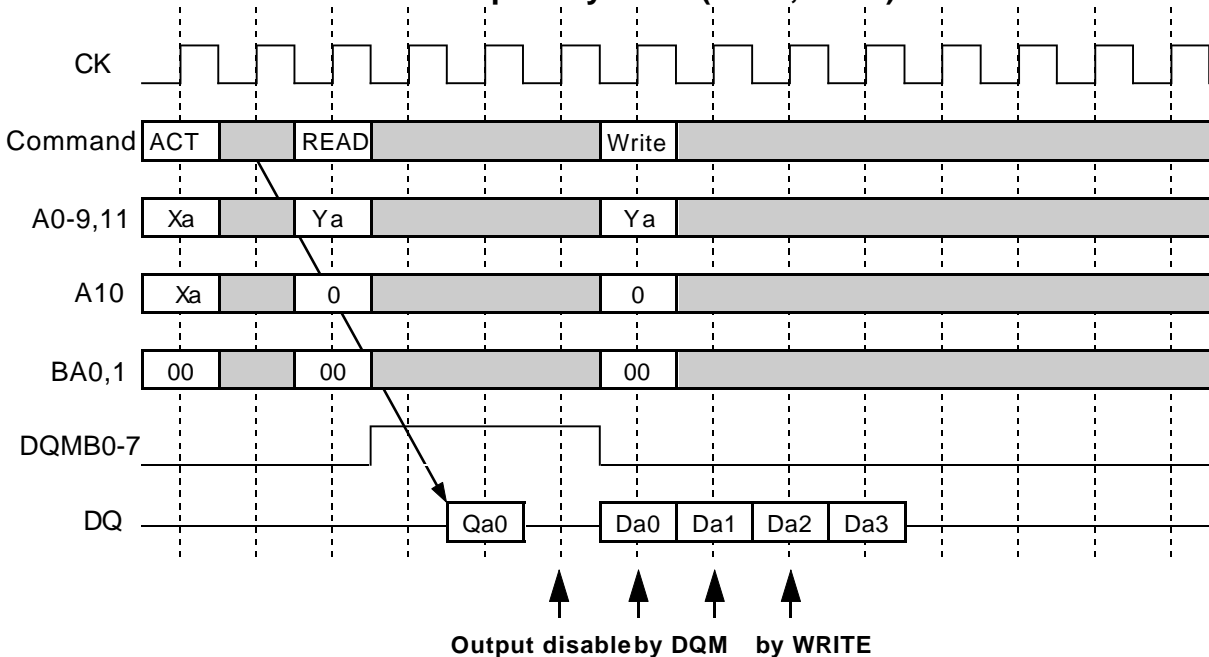 CK
Command ACT READ Write
A0-9,11 Xa Ya Ya
A10 Xa 0 0
BA0,1 00 00 00
DQMB0-7
DQ Qa0 Da0 Da1 Da2 Da3
Output disable by DQM by WRITE